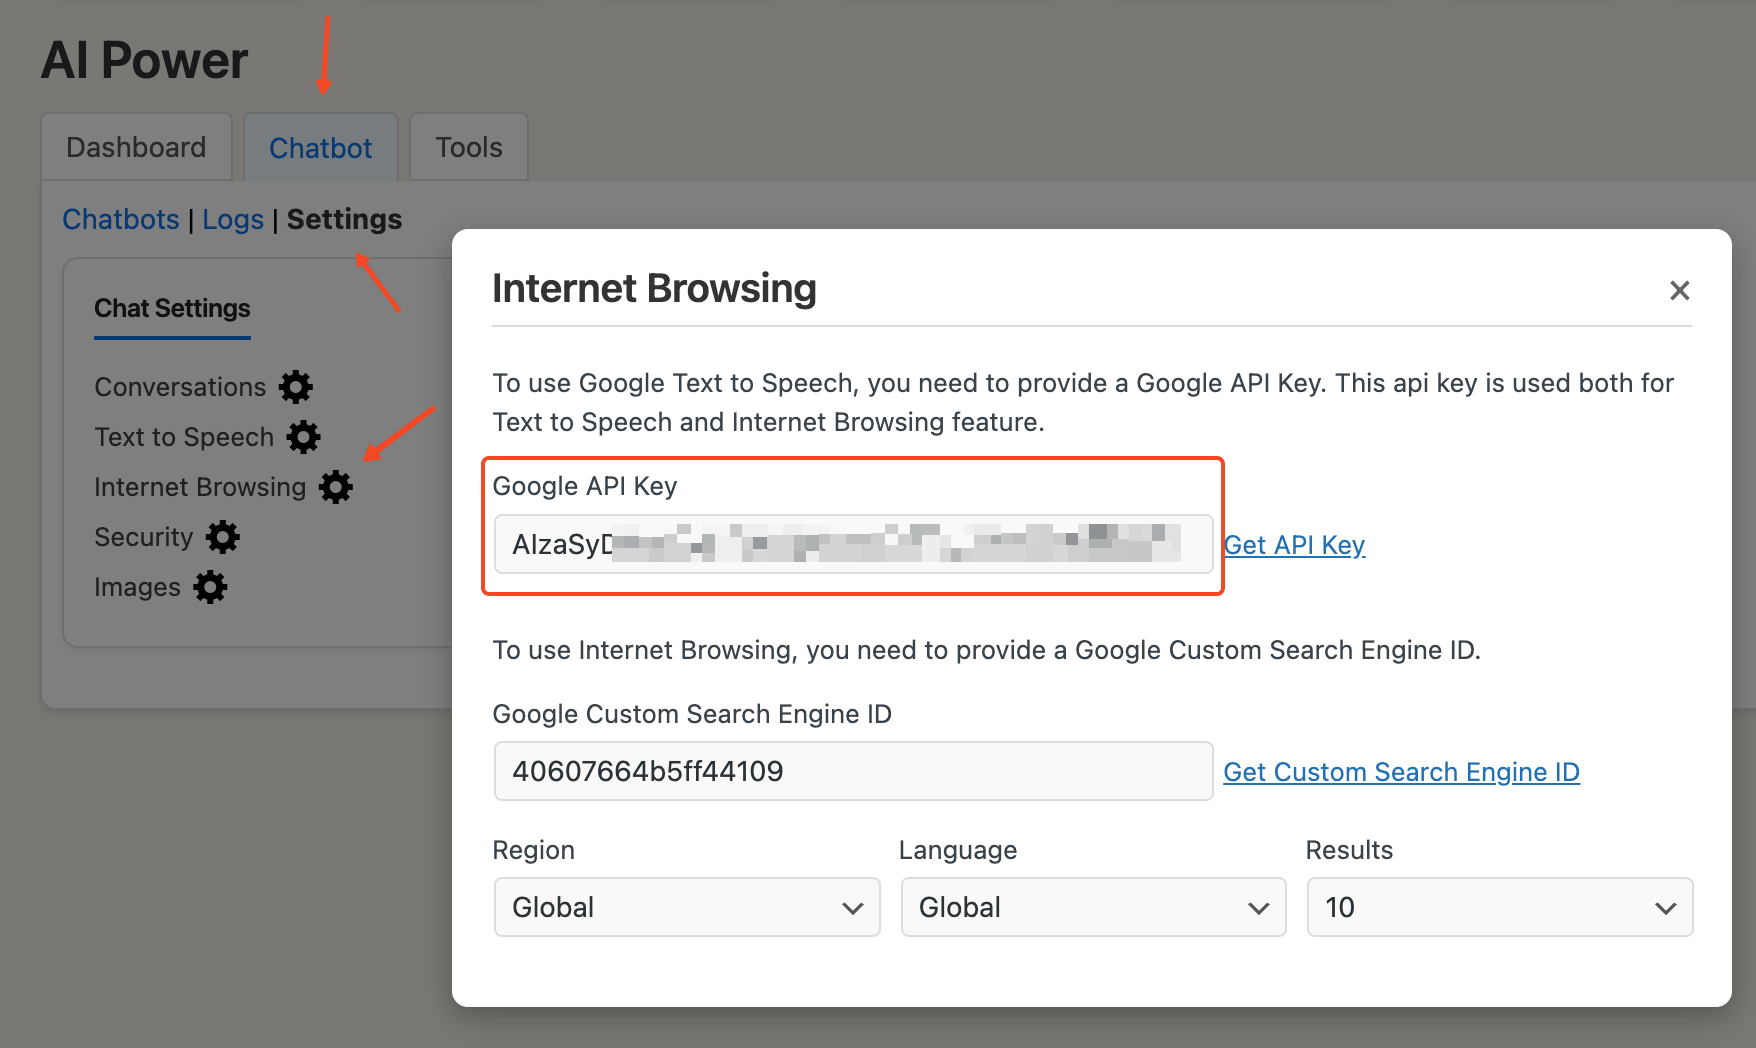 AI Power
Dashboard
Chatbot
Tools
Chatbots | Logs | Settings
Chat Settings
Conversations
Text to Speech
Internet Browsing
Security
Images
Internet Browsing
To use Google Text to Speech, you need to provide a Google API Key. This api key is used both for
Text to Speech and Internet Browsing feature.
Google API Key
AIzaSyD
Get API Key
To use Internet Browsing, you need to provide a Google Custom Search Engine ID.
Google Custom Search Engine ID
40607664b5ff44109
Get Custom Search Engine ID
Region
Language
Results
Global
Global
10